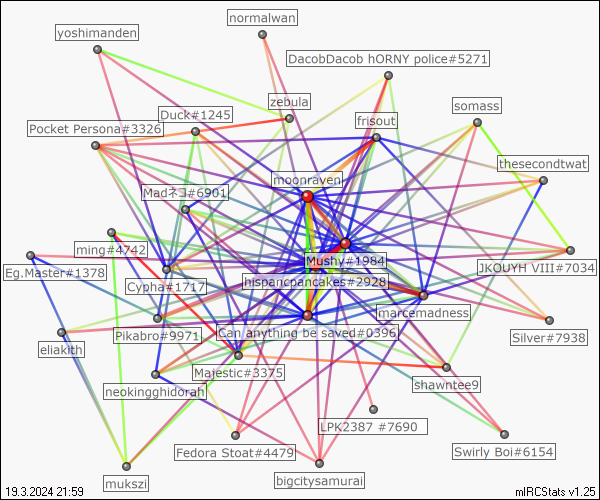 normalwan
yoshimanden
DacobDacob hORNY police#5271
zebula
somass
Duck#1245
frisout
Pocket Persona#3326
thesecondtwat
moonraven
Madネコ#6901
rming#4742
Mushy#1984
Eg.Master#1378
JKOUYH VIII#7034
Cypha#1717
hispanicpancakes#2928
marcemadness
Can anything be saved#0396
Pikabro#9971
Silver#7938
eliakith
Majestic#3375
shawntee9
neokingghidorah
LPK2387 #7690
Fedora Stoat#4479
Swirly Boi#6154
bigcitysamurai
mukszi
19.3.2024 21:59
mIRCStats v1.25